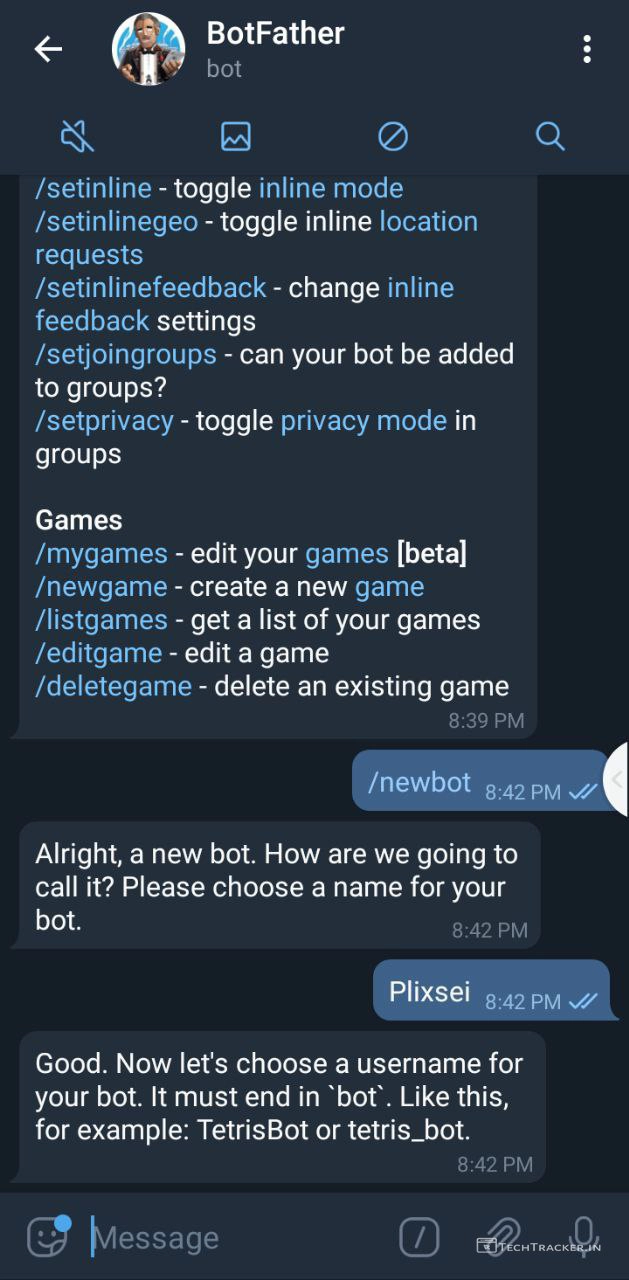 BotFather
bot
/setinline - toggle inline mode
/setinlinegeo - toggle inline location
requests
/setinlinefeedback - change inline
feedback settings
/setjoingroups - can your bot be added
to groups?
/setprivacy - toggle privacy mode in
groups
Games
/mygames - edit your games [beta]
/newgame - create a new game
/listgames - get a list of your games
/editgame - edit a game
/deletegame - delete an existing game
8:39 PM
/newbot 8:42 PM
Alright, a new bot. How are we going to
call it? Please choose a name for your
bot.
8:42 PM
Plixsei 8:42 PM
Good. Now let's choose a username for
your bot. It must end in `bot`. Like this,
for example: TetrisBot or tetris_bot.
8:42 PM
Message
TECHTRACKER.IN